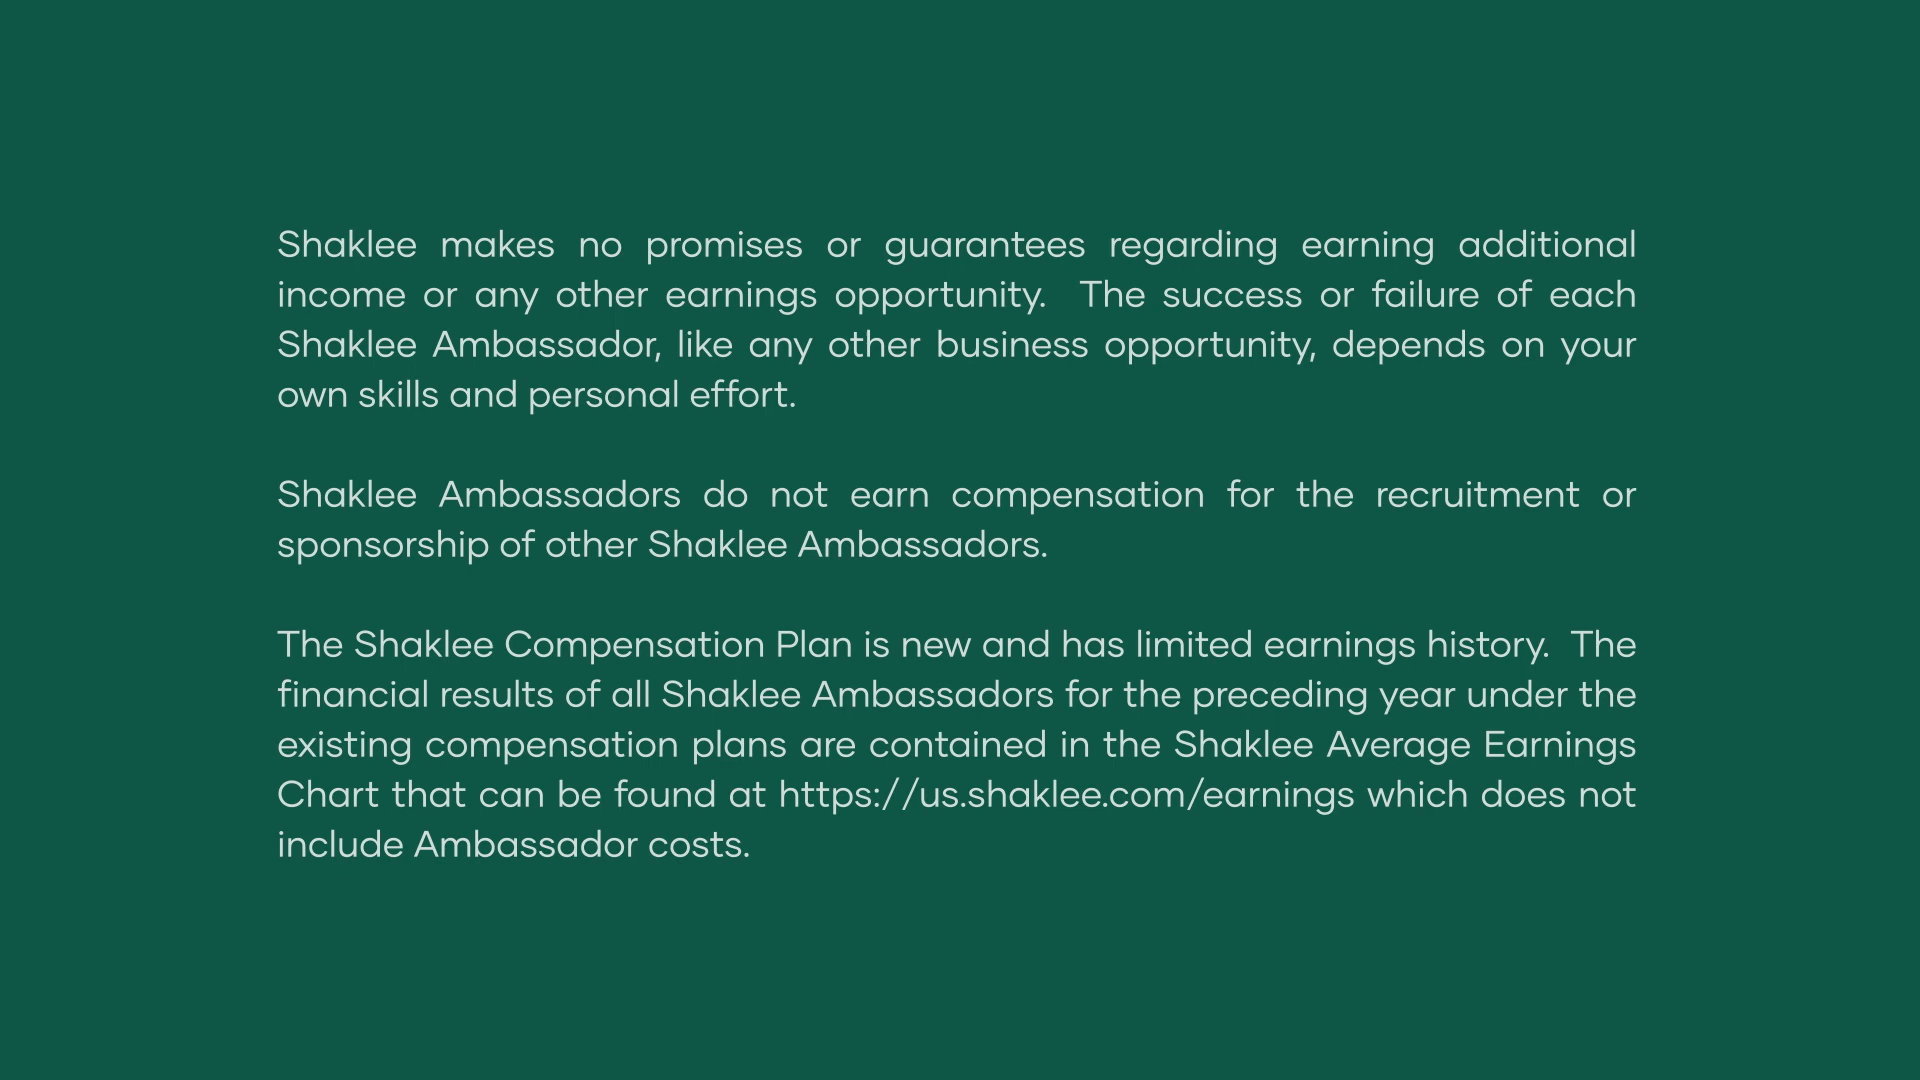 Shaklee makes no promises or guarantees regarding earning additional
income or any other earnings opportunity.  The success or failure of each
Shaklee Ambassador, like any other business opportunity, depends on your
own skills and personal effort.
Shaklee Ambassadors do not earn compensation for the recruitment or
sponsorship of other Shaklee Ambassadors.
The Shaklee Compensation Plan is new and has limited earnings history.  The
financial results of all Shaklee Ambassadors for the preceding year under the
existing compensation plans are contained in the Shaklee Average Earnings
Chart that can be found at https://us.shaklee.com/earnings which does not
include Ambassador costs.